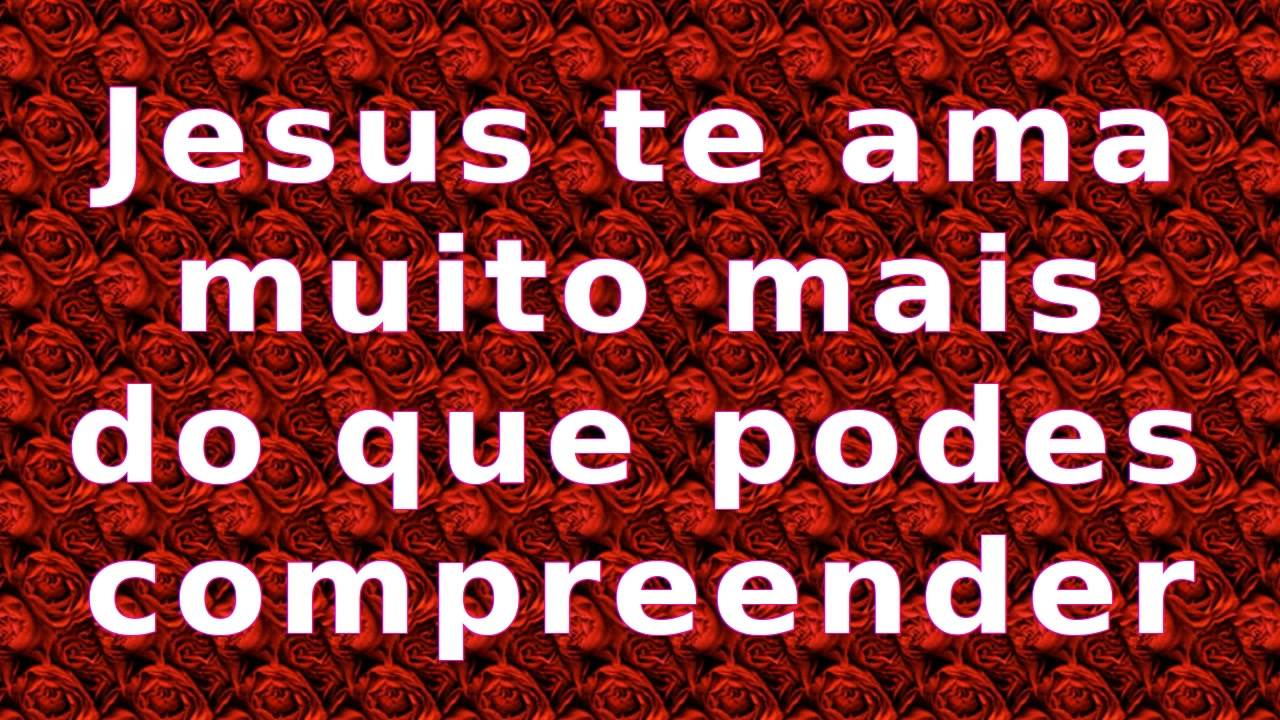 Jesus te ama
muito mais
do que podes
compreender